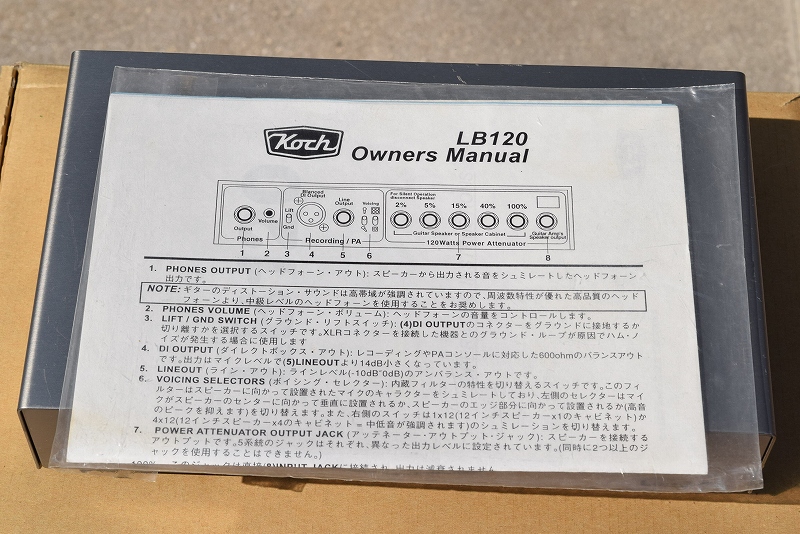 Koch
LB120
Owners Manual
For Silent Operation
disconnect Speaker
Blanced
DI Output
Line
Output
Voicing
Lift
Gnd
2% 5% 15% 40% 100%
Output
Volume
Guitar Speaker or Speaker Cabinet
Guitar Amp's
Speaker output
Phones
Recording / PA
120Watts Power Attenuator
1 2 3 4 5 6 7 8
1. PHONES OUTPUT (ヘッドフォーン・アウト): スピーカーから出力される音をシュミレートしたヘッドフォーン
出力です。
NOTE: ギターのディストーション・サウンドは高帯域が強調されていますので、周波数特性が優れた高品質のヘッド
フォーンより、中級レベルのヘッドフォーンを使用することをお奨めします。
2. PHONES VOLUME (ヘッドフォーン・ボリューム): ヘッドフォーンの音量をコントロールします。
3. LIFT / GND SWITCH (グラウンド・リフトスイッチ): (4)DI OUTPUTのコネクターをグラウンドに接地するか
切り離すかを選択するスイッチです。XLRコネクターを接続した機器とのグラウンド・ループが原因でハム・ノ
イズが発生する場合に使用します
4. DI OUTPUT (ダイレクトボックス・アウト): レコーディングやPAコンソールに対応した600ohmのバランスアウト
です。出力はマイクレベルで(5)LINEOUTより14dB小さくなっています。
5. LINEOUT (ライン・アウト): ラインレベル(-10dB~0dB)のアンバランス・アウトです。
6. VOICING SELECTORS (ボイシング・セレクター): 内蔵フィルターの特性を切り替えるスイッチです。このフィ
ルターはスピーカーに向かって設置されたマイクのキャラクターをシュミレートしており、左側のセレクターはマイ
クがスピーカーのセンターに向かって垂直に設置されるか、スピーカーのエッジ部分に向かって設置されるか(高音
のピークを抑えます)を切り替えます。また、右側のスイッチは1x12(12インチスピーカーx1のキャビネット)か
4x12(12インチスピーカーx4のキャビネット = 中低音が強調されます)のシュミレーションを切り替えます。
7. POWER ATTENUATOR OUTPUT JACK (アッテネーター・アウトプット・ジャック): スピーカーを接続する
アウトプットです。5系統のジャックはそれぞれ、異なった出力レベルに設定されています。(同時に2つ以上のジ
ャックを使用することはできません。)
100% このジャックは直接(8)INPUT JACKに接続され、出力は減衰されません